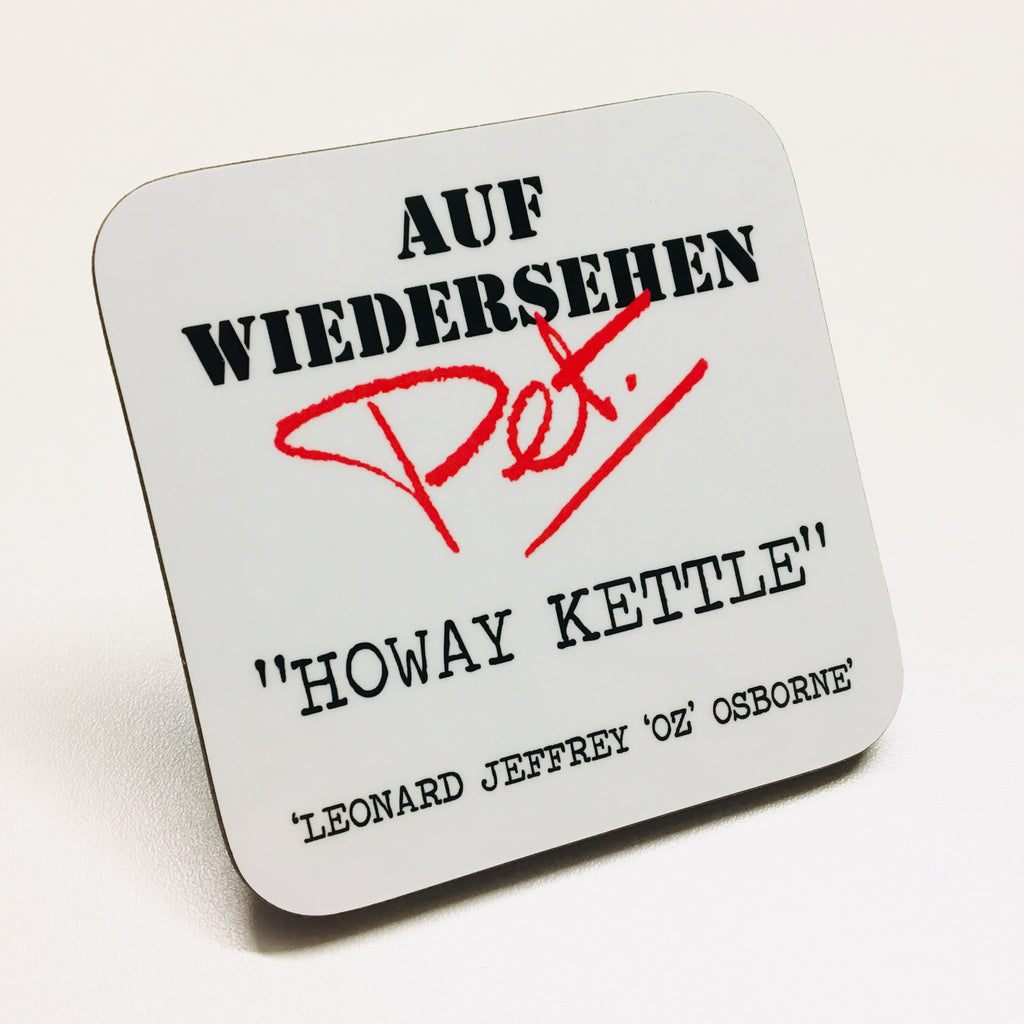 AUF
WIEDERSEHEN
Pet.
"HOWAY KETTLE"
‘LEONARD JEFFREY ‘OZ’ OSBORNE’